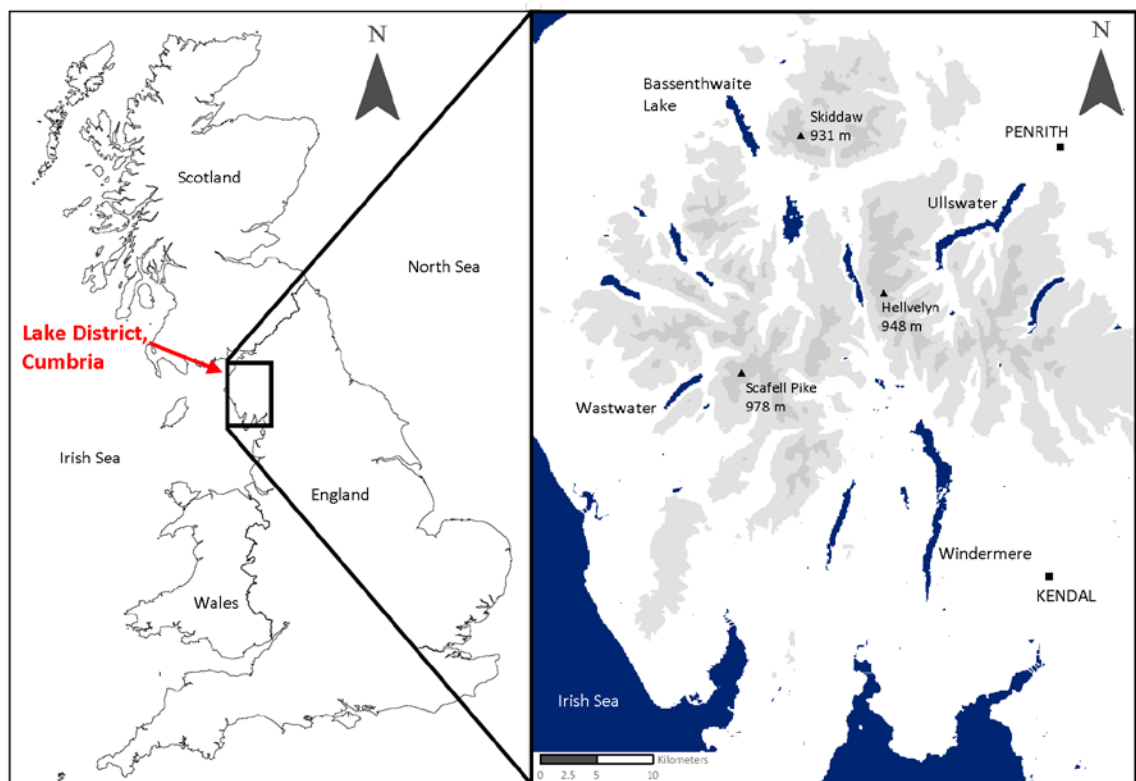 N
Scotland
North Sea
Lake District,
Cumbria
Irish Sea
England
Wales
N
Bassenthwaite
Lake
Skiddaw
931 m
PENRITH
Ullswater
Hellvelyn
948 m
Scafell Pike
978 m
Wastwater
Windermere
KENDAL
Irish Sea
Kilometers
0 2.5 5 10